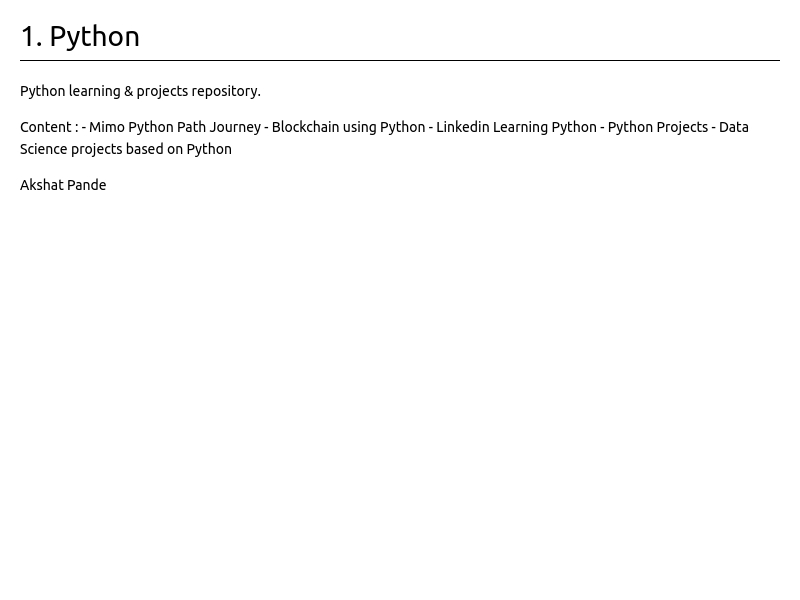 1. Python
Python learning & projects repository.
Content : - Mimo Python Path Journey - Blockchain using Python - Linkedin Learning Python - Python Projects - Data
Science projects based on Python
Akshat Pande